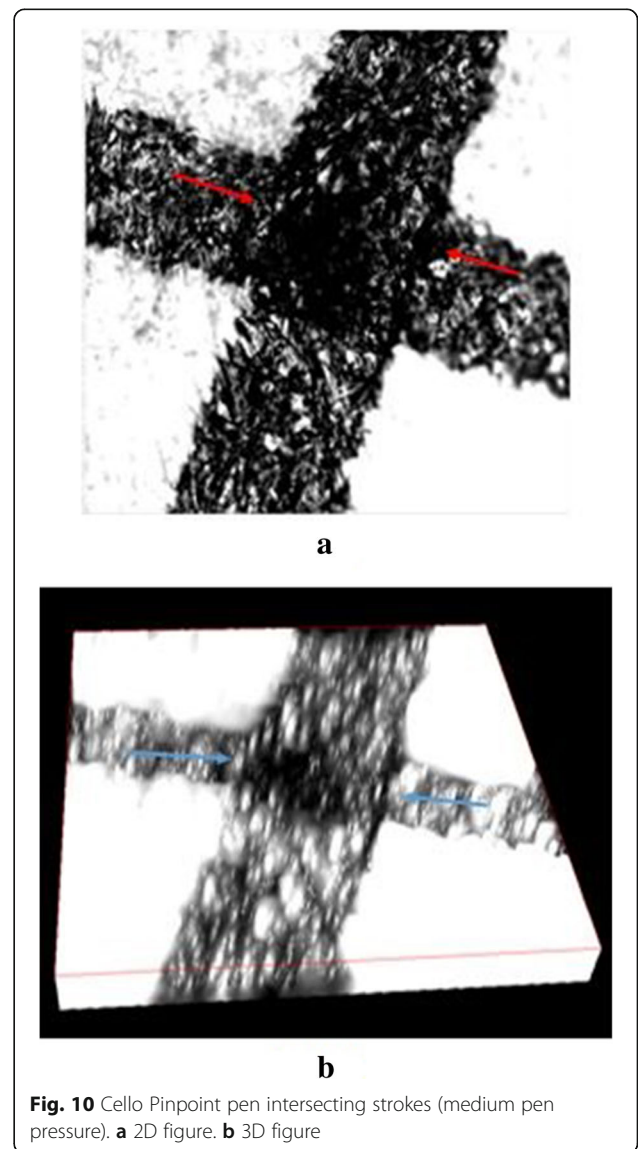 a
b
Fig. 10 Cello Pinpoint pen intersecting strokes (medium pen
pressure). a 2D figure. b 3D figure